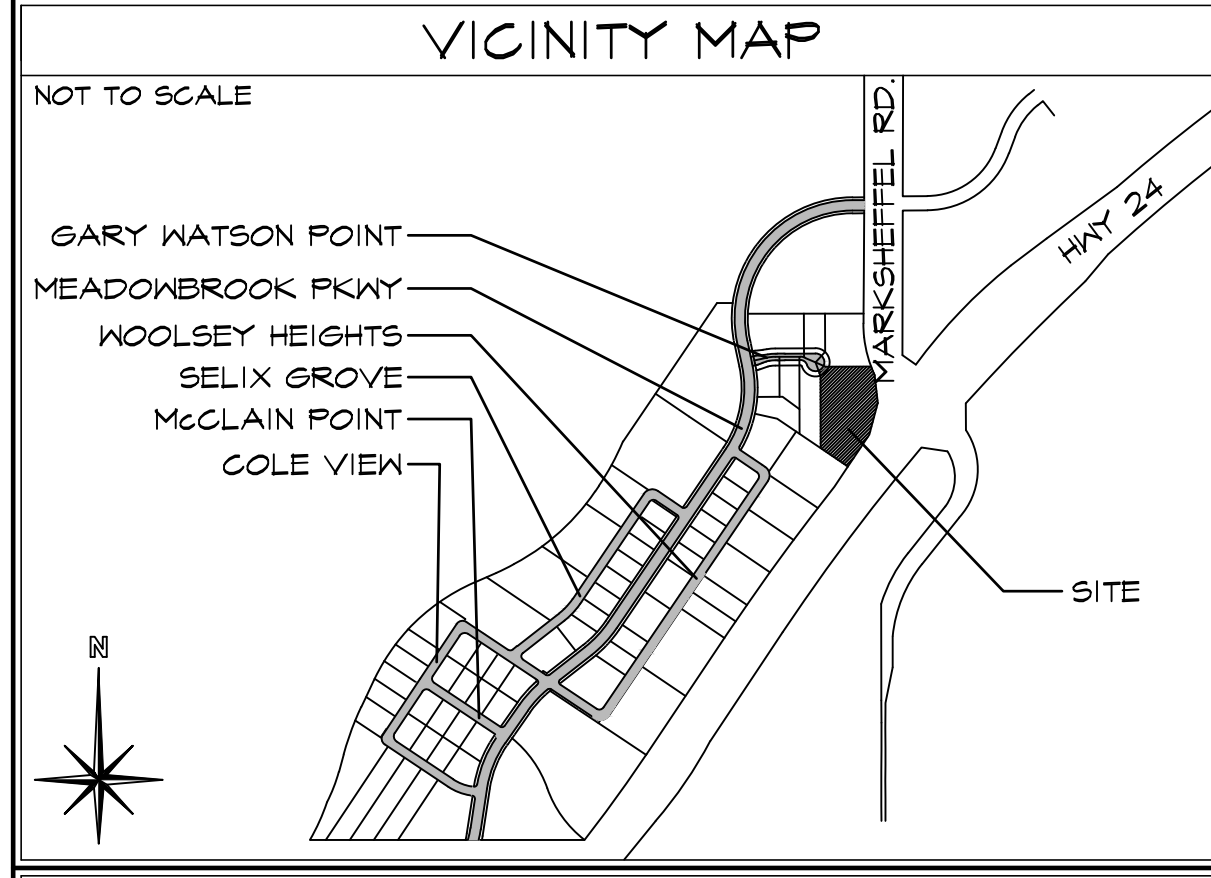 VICINITY MAP
NOT TO SCALE
MARKSHEFFEL RD.
HWY 24
GARY WATSON POINT
MEADOWBROOK PKWY
WOOLSEY HEIGHTS
SELIX GROVE
McCLAIN POINT
COLE VIEW
SITE
N